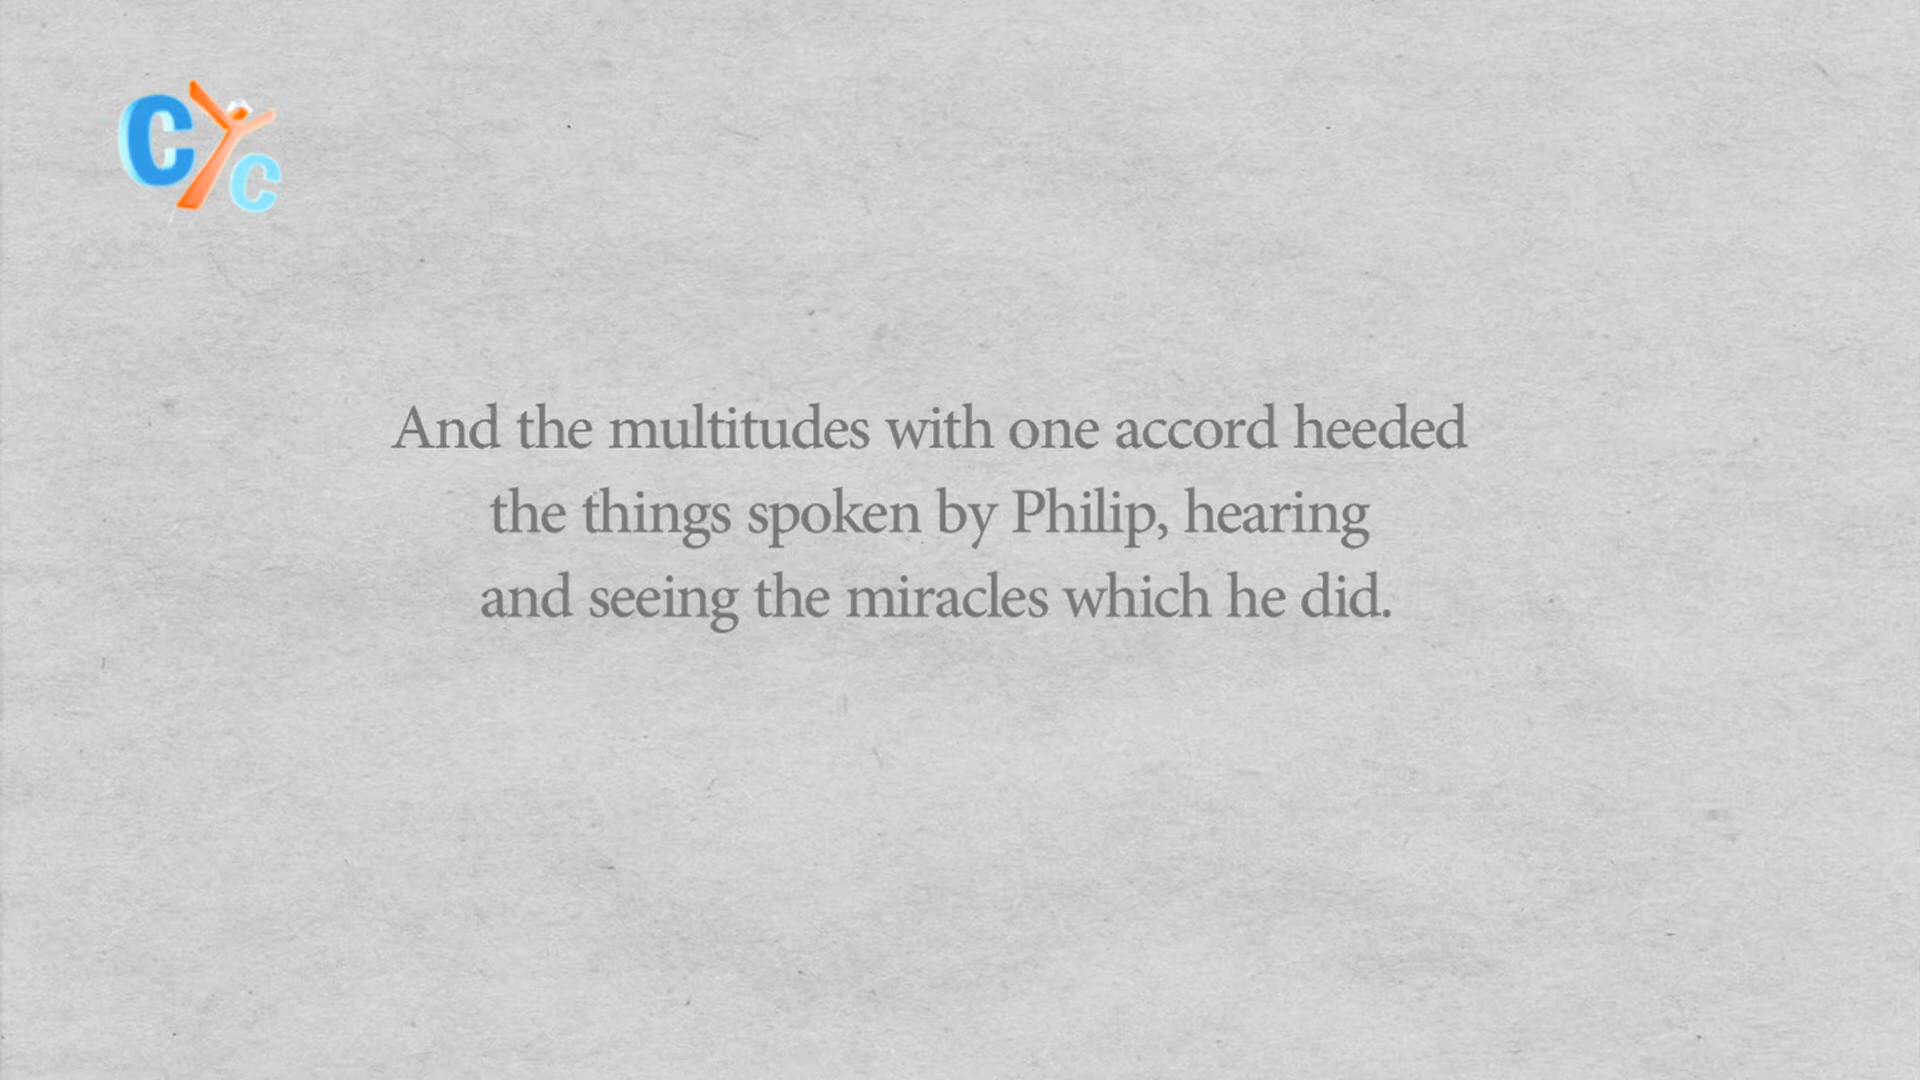 CYC
And the multitudes with one accord heeded
the things spoken by Philip, hearing
and seeing the miracles which he did.